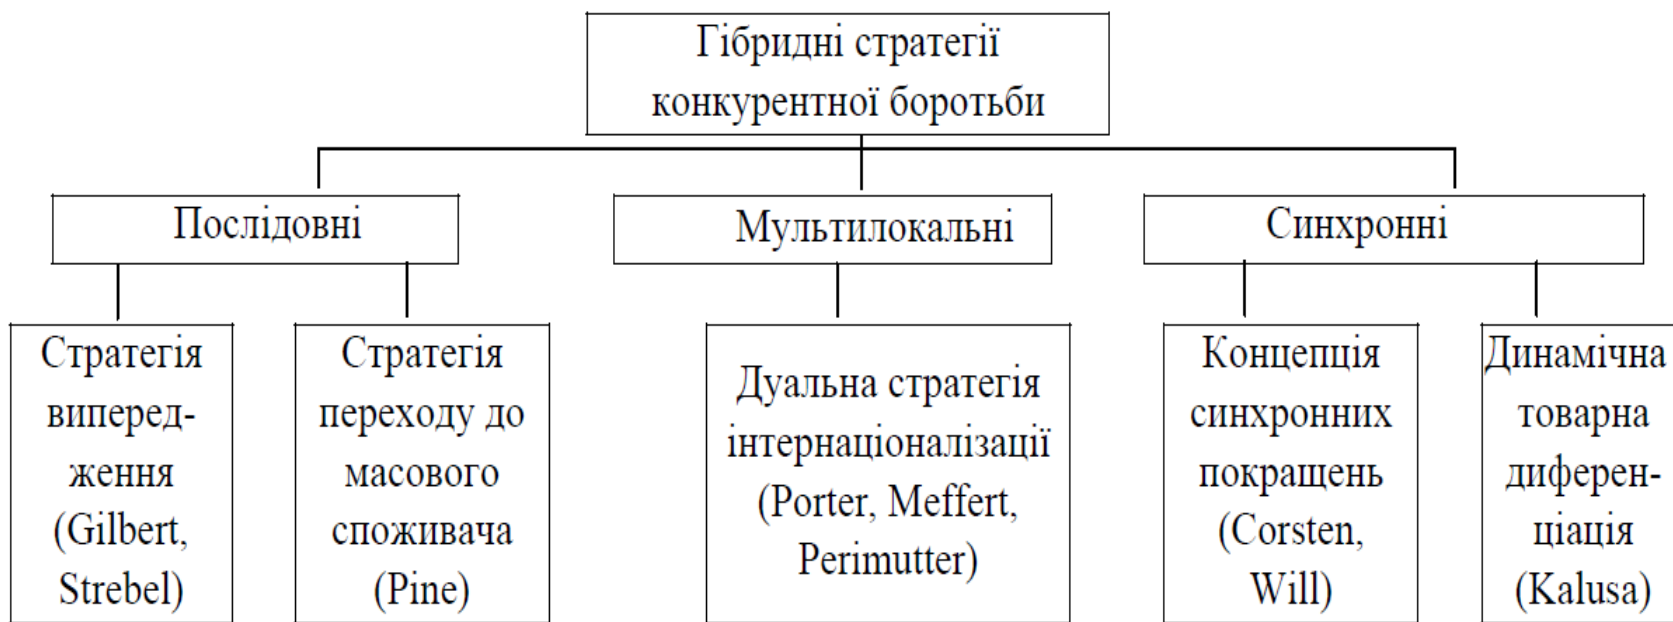 Гібридні стратегії
конкурентної боротьби
Послідовні
Мультилокальні
Синхронні
Стратегія
виперед-
ження
(Gilbert,
Strebel)
Стратегія
переходу до
масового
споживача
(Pine)
Дуальна стратегія
інтернаціоналізації
(Porter, Meffert,
Perimutter)
Концепція
синхронних
покращень
(Corsten,
Will)
Динамічна
товарна
диферен-
ціація
(Kalusa)